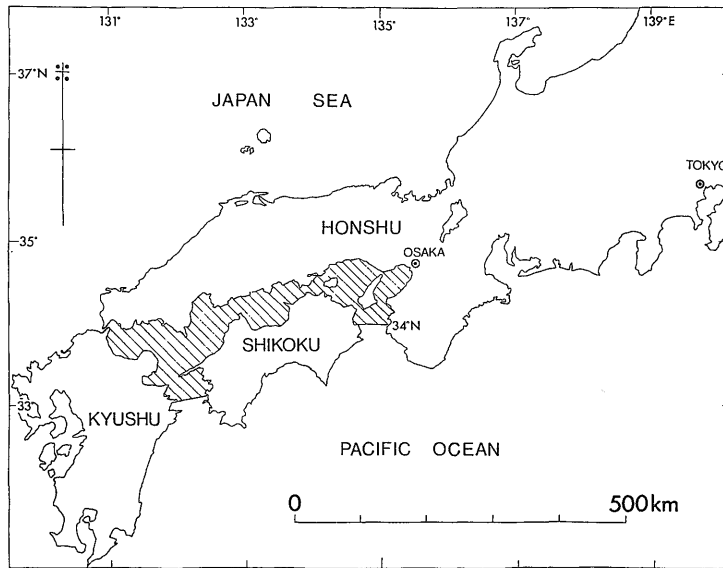 131°
133°
135°
137°
139°E
37°N
JAPAN SEA
TOKYO
HONSHU
35°
OSAKA
34°N
SHIKOKU
33°
KYUSHU
PACIFIC OCEAN
0 500km